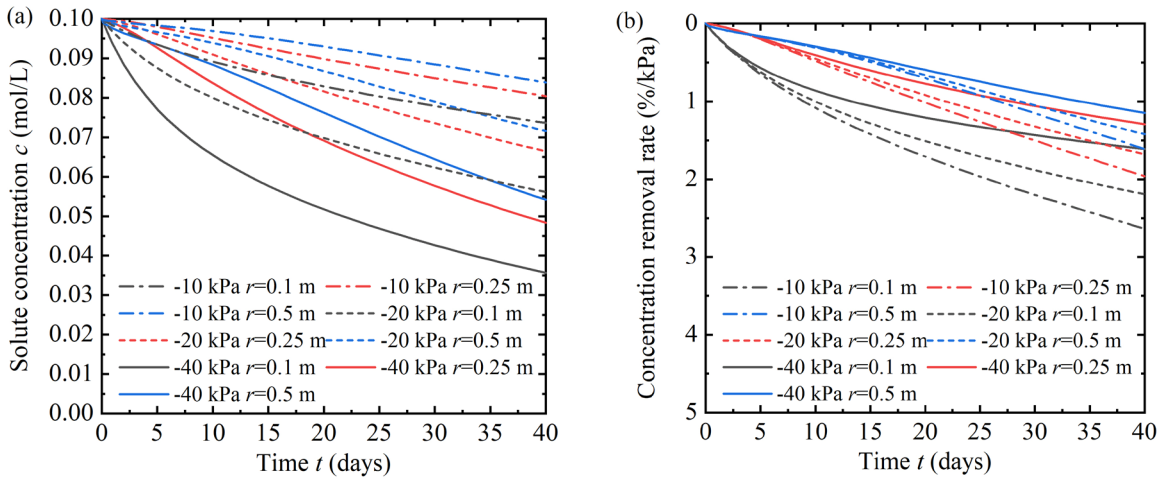 (a)
Solute concentration c (mol/L)
0.10
0.09
0.08
0.07
0.06
0.05
0.04
0.03
0.02
0.01
0.00
-10 kPa r=0.1 m
-10 kPa r=0.25 m
-10 kPa r=0.5 m
-20 kPa r=0.1 m
-20 kPa r=0.25 m
-20 kPa r=0.5 m
-40 kPa r=0.1 m
-40 kPa r=0.25 m
-40 kPa r=0.5 m
0 5 10 15 20 25 30 35 40
Time t (days)
(b)
Concentration removal rate (%/kPa)
0
1
2
3
4
5
-10 kPa r=0.1 m
-10 kPa r=0.25 m
-10 kPa r=0.5 m
-20 kPa r=0.1 m
-20 kPa r=0.25 m
-20 kPa r=0.5 m
-40 kPa r=0.1 m
-40 kPa r=0.25 m
-40 kPa r=0.5 m
0 5 10 15 20 25 30 35 40
Time t (days)